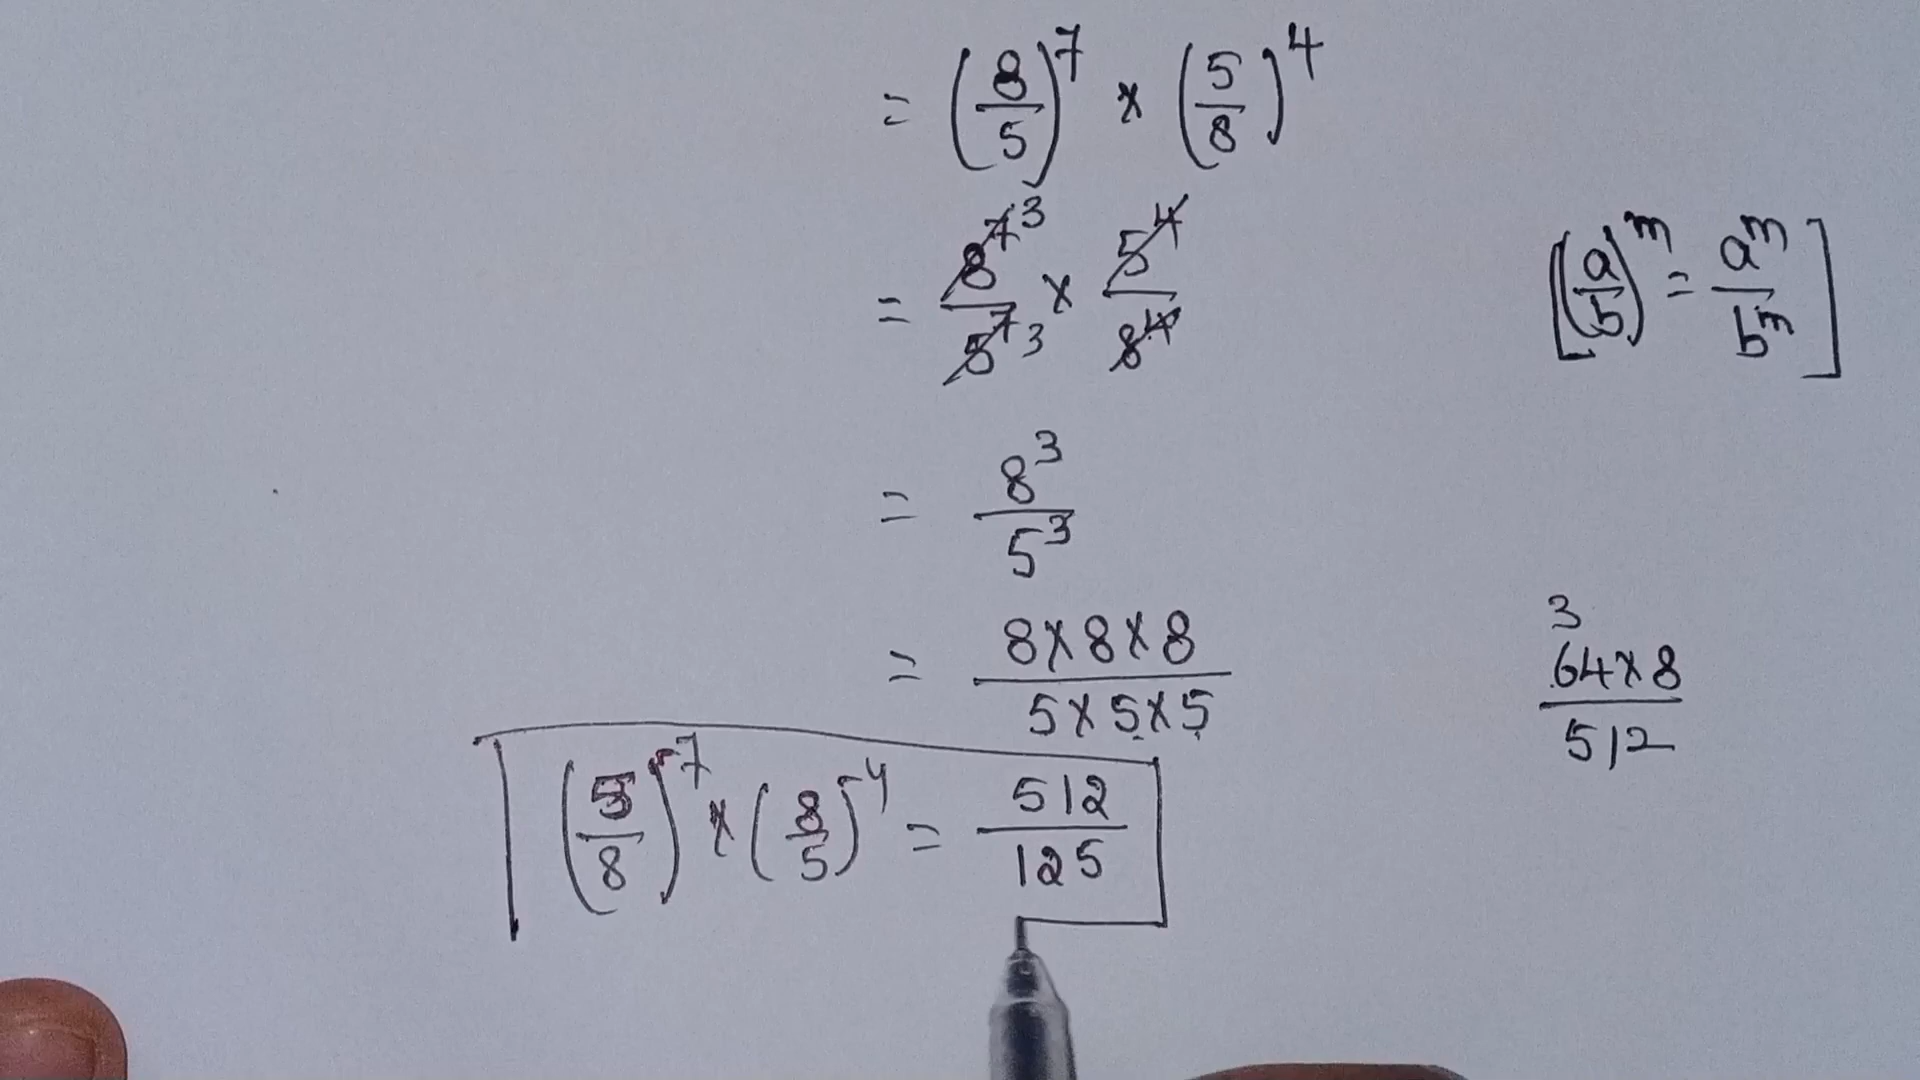 = (8/5)^7 × (5/8)^4
= 8^7 3/5^7 3 × 5^4/8^4
[(a/b)^m = a^m/b^m]
= 8^3/5^3
= 8×8×8/5×5×5
3
64×8
512
(5/8)^-7 × (8/5)^-4 = 512/125